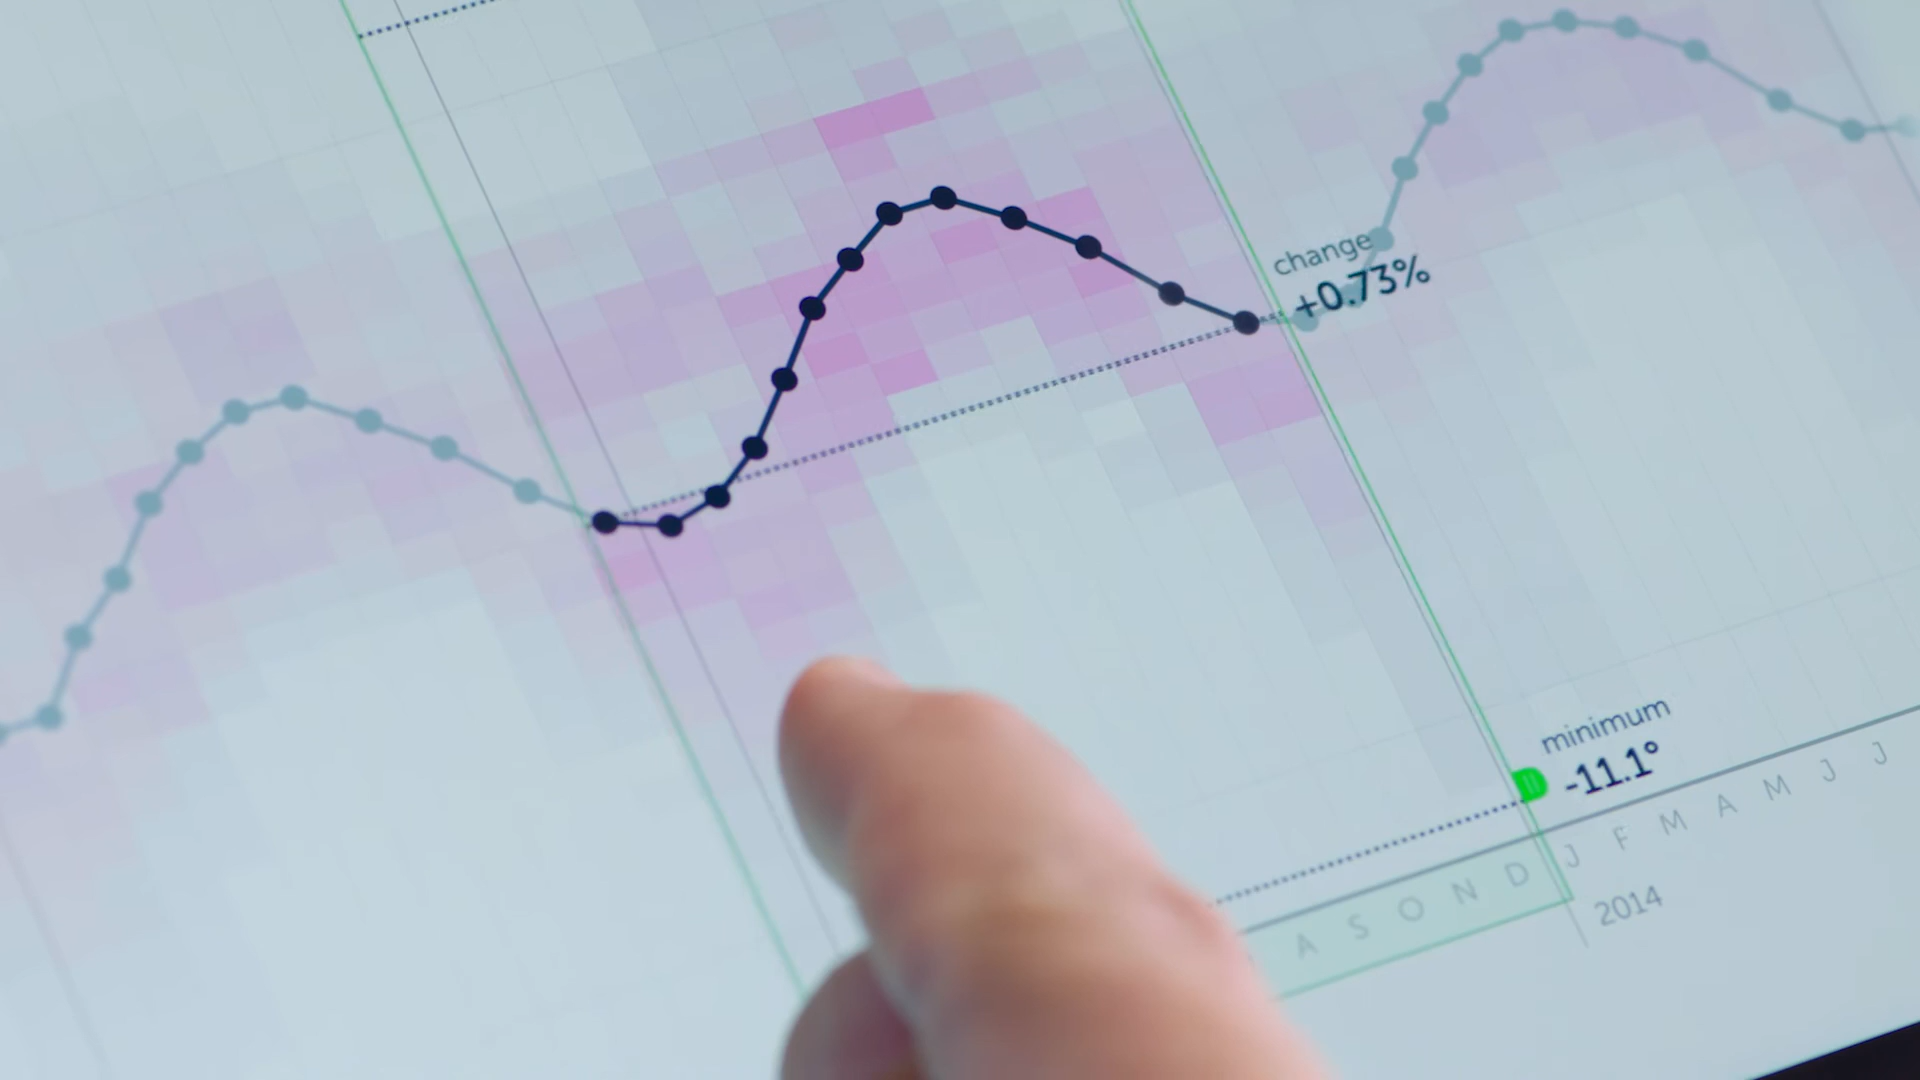 change
+0.73%
minimum
-11.1°
A S O N D J F M A M J J
2014